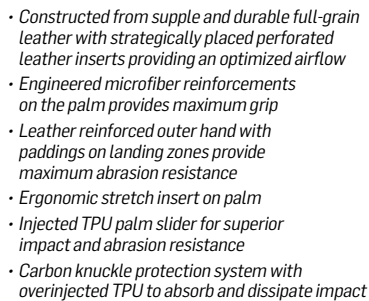 • Constructed from supple and durable full-grain
leather with strategically placed perforated
leather inserts providing an optimized airflow
• Engineered microfiber reinforcements
on the palm provides maximum grip
• Leather reinforced outer hand with
paddings on landing zones provide
maximum abrasion resistance
• Ergonomic stretch insert on palm
• Injected TPU palm slider for superior
impact and abrasion resistance
• Carbon knuckle protection system with
overinjected TPU to absorb and dissipate impact